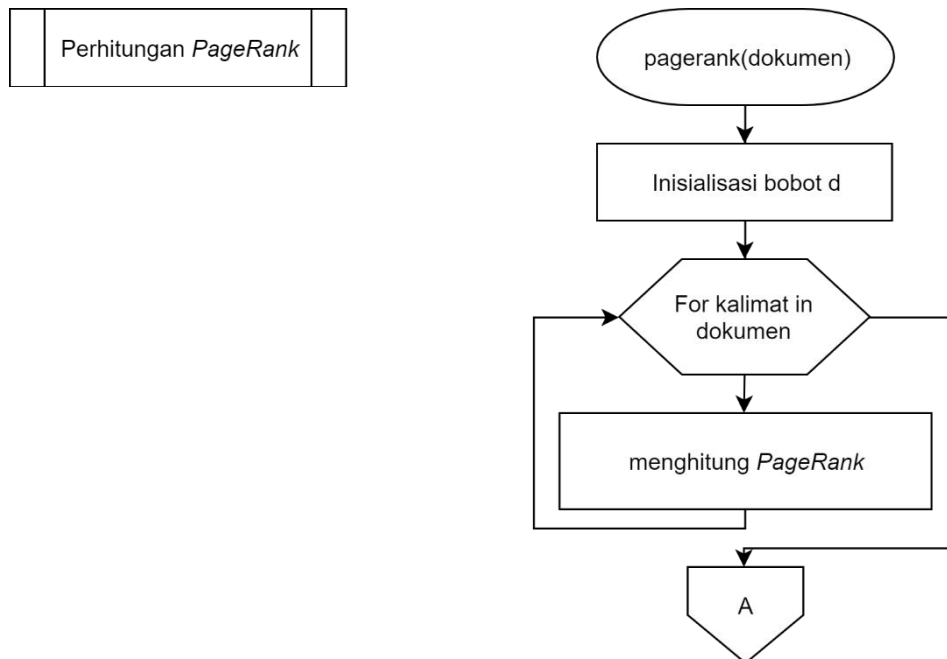 Perhitungan PageRank
pagerank(dokumen)
Inisialisasi bobot d
For kalimat in
dokumen
menghitung PageRank
A